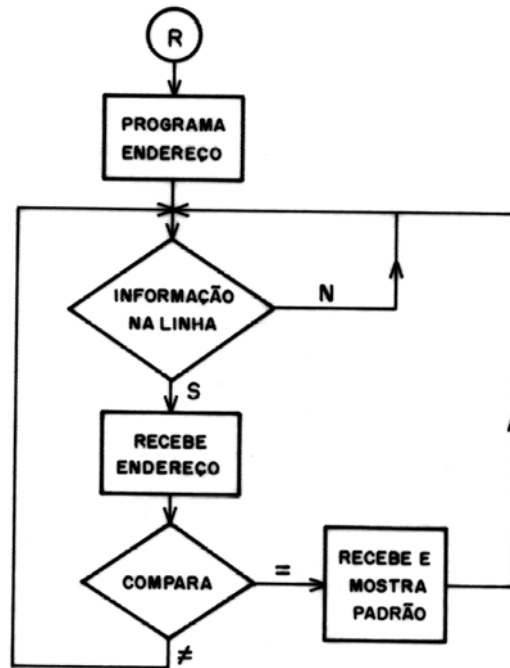 R
PROGRAMA
ENDEREÇO
INFORMAÇÃO
NA LINHA
N
S
RECEBE
ENDEREÇO
COMPARA
=
RECEBE E
MOSTRA
PADRÃO
≠